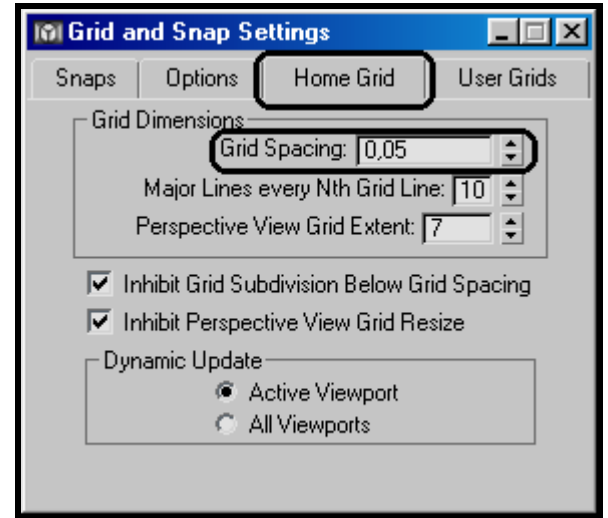 Grid and Snap Settings
Snaps Options Home Grid User Grids
Grid Dimensions
Grid Spacing: 0,05
Major Lines every Nth Grid Line: 10
Perspective View Grid Extent: 7
Inhibit Grid Subdivision Below Grid Spacing
Inhibit Perspective View Grid Resize
Dynamic Update
Active Viewport
All Viewports